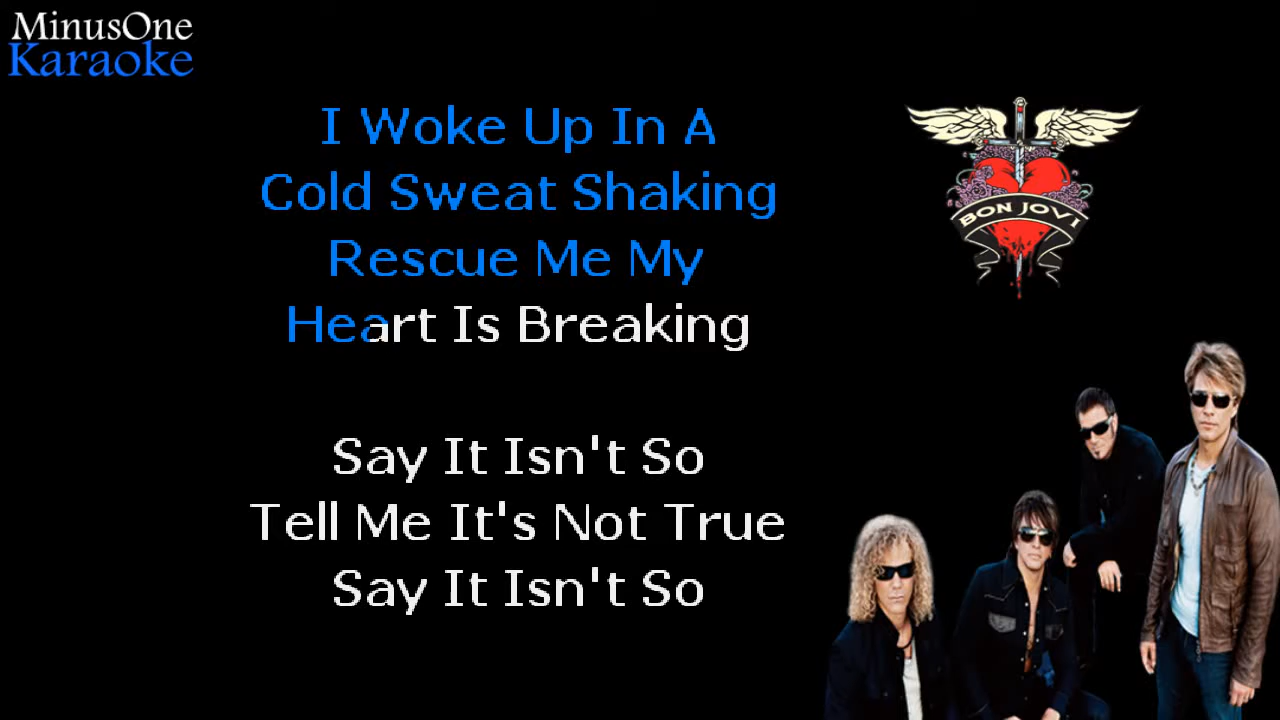 MinusOne
Karaoke
I Woke Up In A
Cold Sweat Shaking
Rescue Me My
Heart Is Breaking
BON JOVI
Say It Isn't So
Tell Me It's Not True
Say It Isn't So